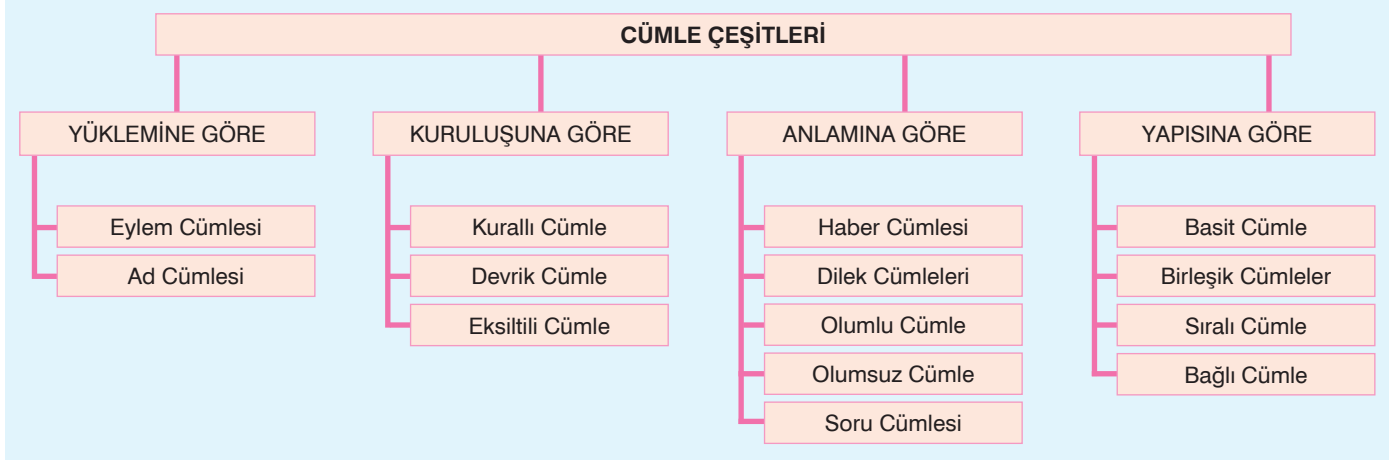 CÜMLE ÇEŞİTLERİ
YÜKLEMİNE GÖRE
Eylem Cümlesi
Ad Cümlesi
KURULUŞUNA GÖRE
Kurallı Cümle
Devrik Cümle
Eksiltili Cümle
ANLAMINA GÖRE
Haber Cümlesi
Dilek Cümleleri
Olumlu Cümle
Olumsuz Cümle
Soru Cümlesi
YAPISINA GÖRE
Basit Cümle
Birleşik Cümleler
Sıralı Cümle
Bağlı Cümle